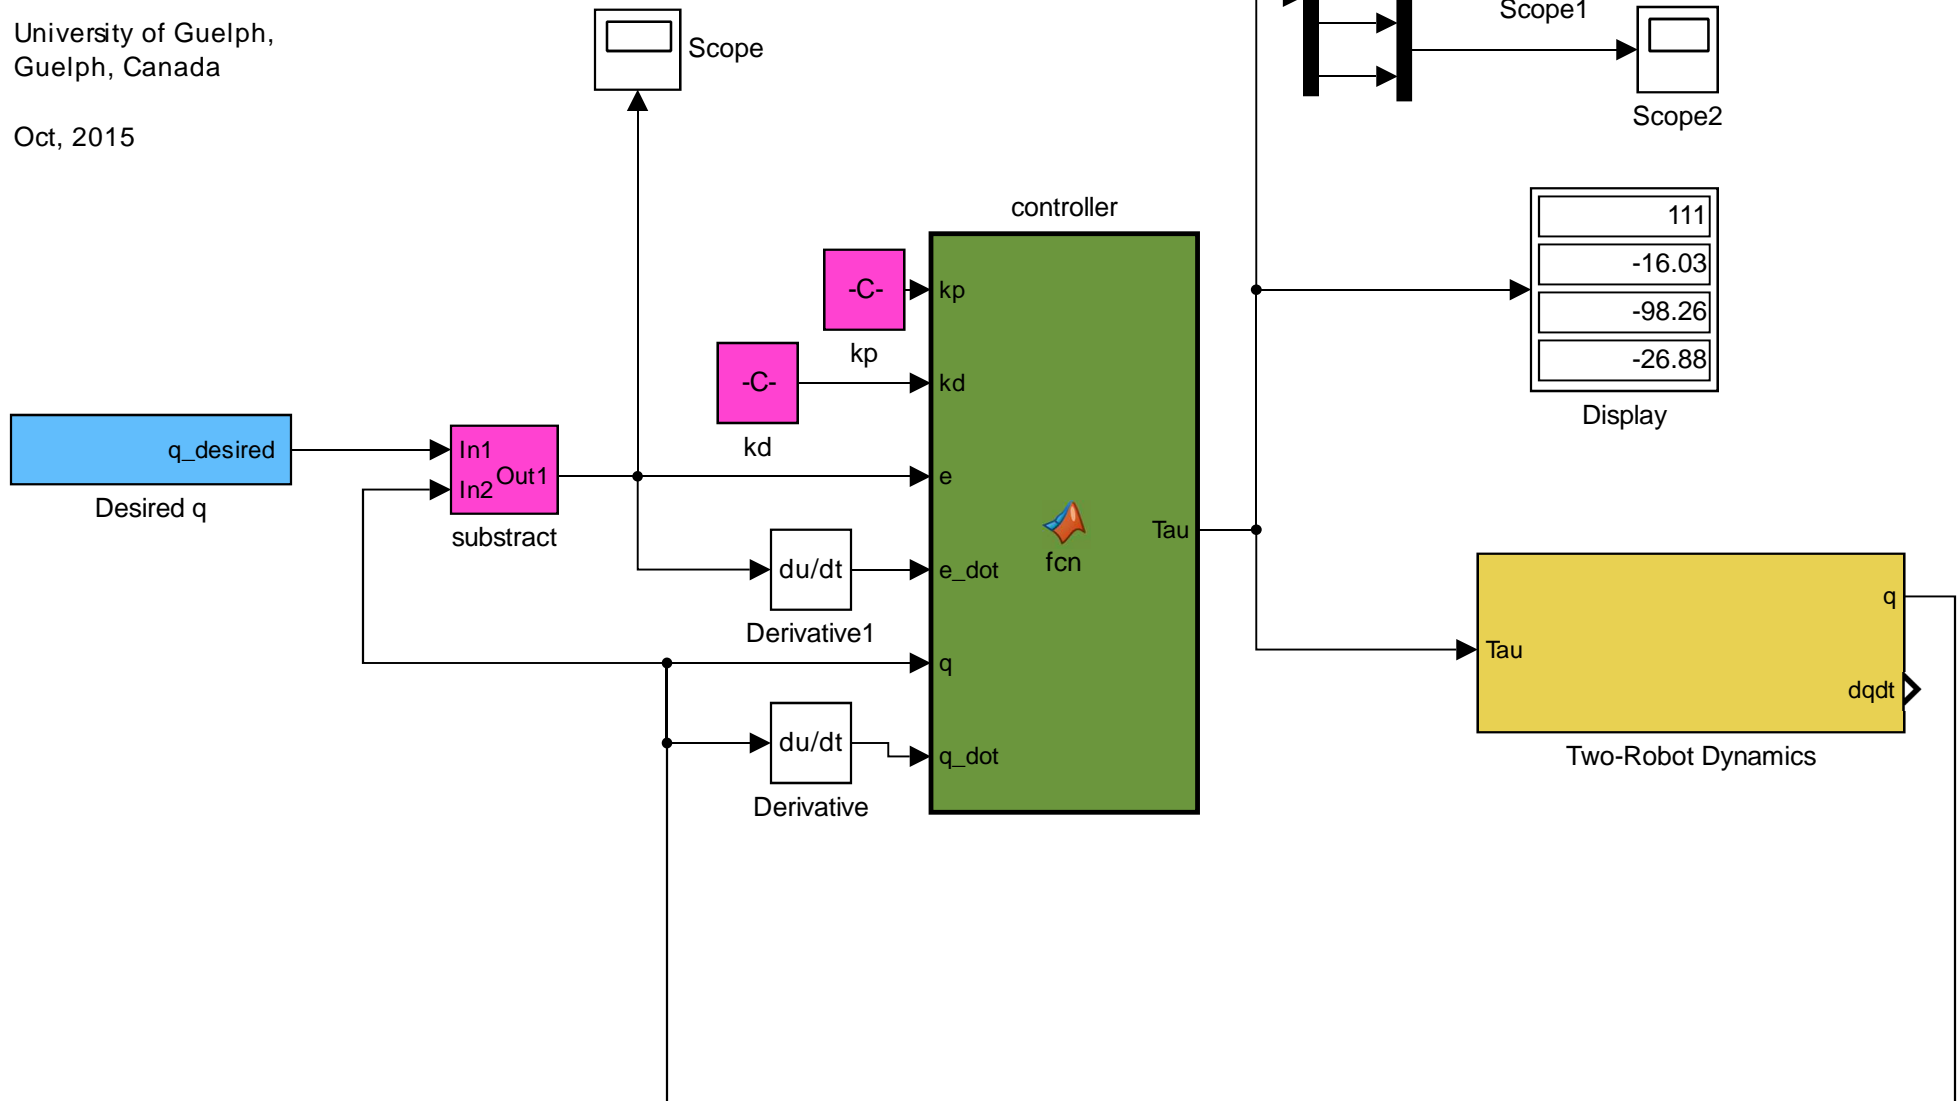 University of Guelph,
Guelph, Canada
Oct, 2015
Scope
Scope1
Scope2
controller
111
-16.03
-98.26
-26.88
Display
-C-
kp
kp
-C-
kd
kd
q_desired
Desired q
In1
In2
Out1
substract
e
du/dt
Derivative1
e_dot
fcn
Tau
q
du/dt
Derivative
q_dot
Tau
q
dqdt
Two-Robot Dynamics